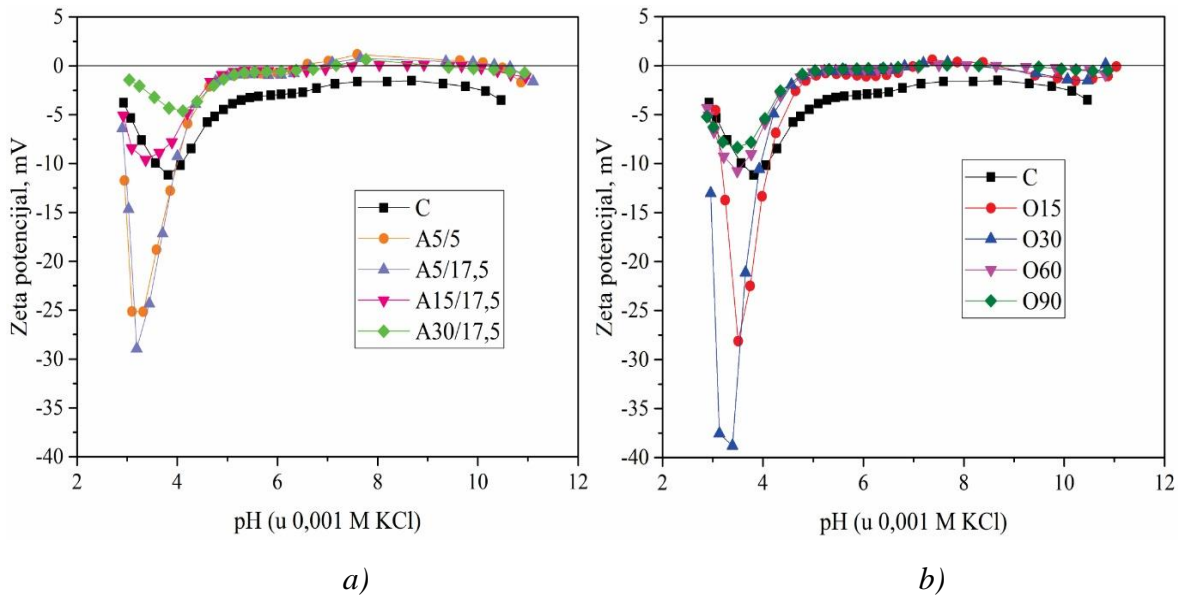 5
0
-5
-10
-15
-20
-25
-30
-35
-40
Zeta potencijal, mV
C
A5/5
A5/17,5
A15/17,5
A30/17,5
2 4 6 8 10 12
pH (u 0,001 M KCl)
a)
5
0
-5
-10
-15
-20
-25
-30
-35
-40
Zeta potencijal, mV
C
O15
O30
O60
O90
2 4 6 8 10 12
pH (u 0,001 M KCl)
b)